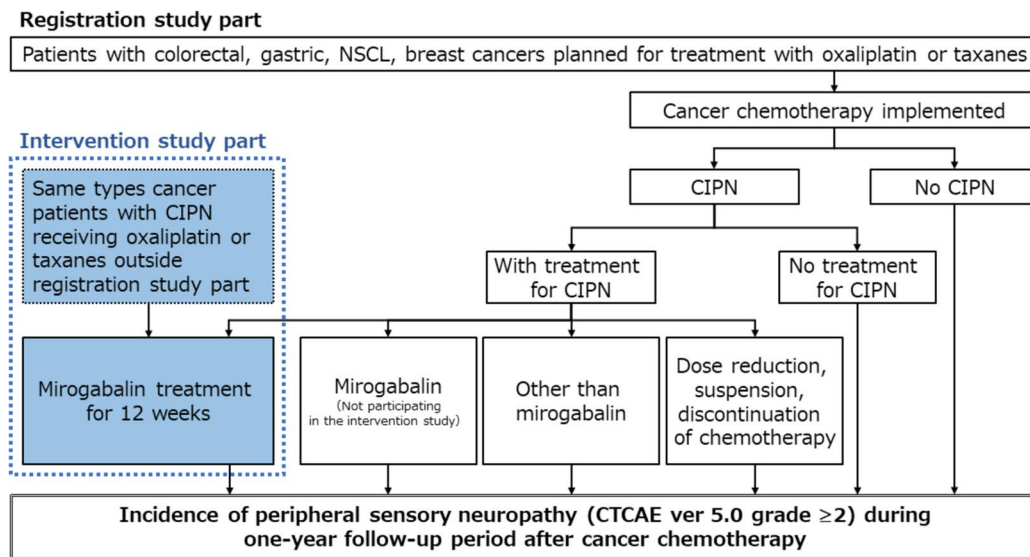 Registration study part
Patients with colorectal, gastric, NSCL, breast cancers planned for treatment with oxaliplatin or taxanes
Cancer chemotherapy implemented
Intervention study part
Same types cancer
patients with CIPN
receiving oxaliplatin or
taxanes outside
registration study part
CIPN
No CIPN
With treatment
for CIPN
No treatment
for CIPN
Mirogabalin treatment
for 12 weeks
Mirogabalin
(Not participating
in the intervention study)
Other than
mirogabalin
Dose reduction,
suspension,
discontinuation
of chemotherapy
Incidence of peripheral sensory neuropathy (CTCAE ver 5.0 grade ≥2) during
one-year follow-up period after cancer chemotherapy